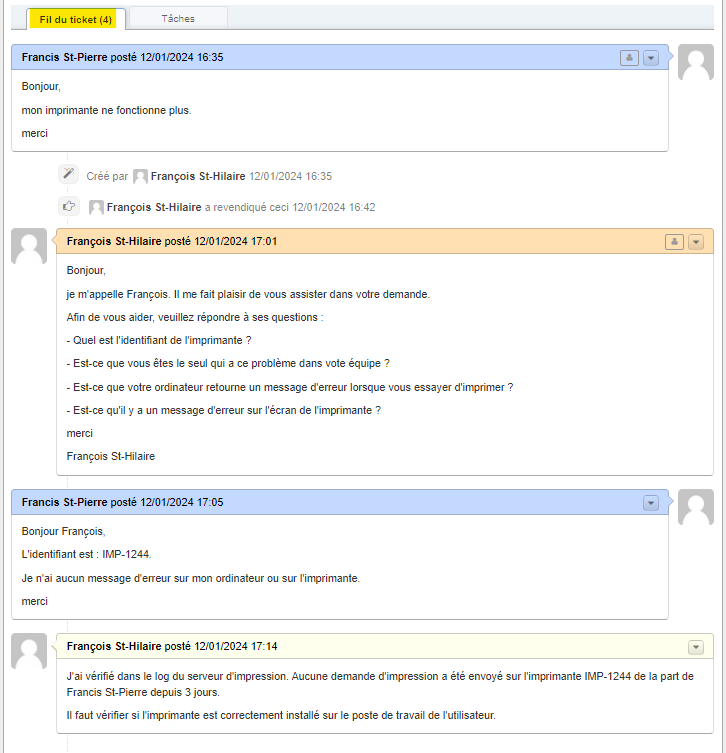 Fil du ticket (4)
Tâches
Francis St-Pierre posté 12/01/2024 16:35
Bonjour,
mon imprimante ne fonctionne plus.
merci
Créé par François St-Hilaire 12/01/2024 16:35
François St-Hilaire a revendiqué ceci 12/01/2024 16:42
François St-Hilaire posté 12/01/2024 17:01
Bonjour,
je m'appelle François. Il me fait plaisir de vous assister dans votre demande.
Afin de vous aider, veuillez répondre à ses questions :
- Quel est l'identifiant de l'imprimante ?
- Est-ce que vous êtes le seul qui a ce problème dans vote équipe ?
- Est-ce que votre ordinateur retourne un message d'erreur lorsque vous essayer d'imprimer ?
- Est-ce qu'il y a un message d'erreur sur l'écran de l'imprimante ?
merci
François St-Hilaire
Francis St-Pierre posté 12/01/2024 17:05
Bonjour François,
L'identifiant est : IMP-1244.
Je n'ai aucun message d'erreur sur mon ordinateur ou sur l'imprimante.
merci
François St-Hilaire posté 12/01/2024 17:14
J'ai vérifié dans le log du serveur d'impression. Aucune demande d'impression a été envoyé sur l'imprimante IMP-1244 de la part de
Francis St-Pierre depuis 3 jours.
Il faut vérifier si l'imprimante est correctement installé sur le poste de travail de l'utilisateur.